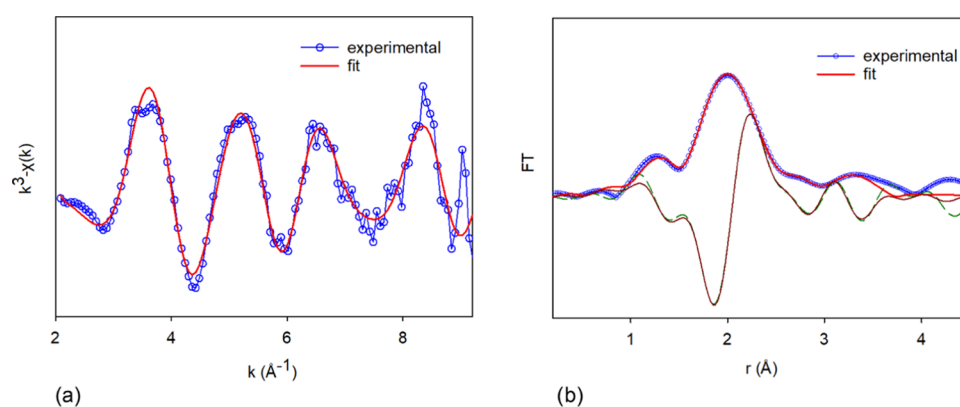 experimental
fit
k³-χ(k)
2 4 6 8
k (Å⁻¹)
(a)
experimental
fit
FT
1 2 3 4
r (Å)
(b)